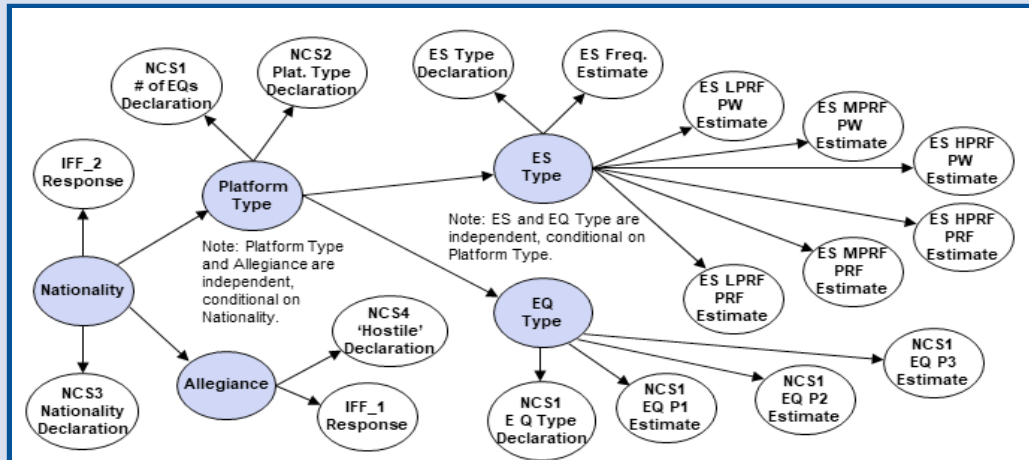 NCS1
# of EQs
Declaration
NCS2
Plat. Type
Declaration
ES Type
Declaration
ES Freq.
Estimate
ES LPRF
PW
Estimate
ES MPRF
PW
Estimate
ES HPRF
PW
Estimate
IFF_2
Response
Platform
Type
ES
Type
Note: ES and EQ Type are
independent, conditional on
Platform Type.
ES HPRF
PRF
Estimate
ES MPRF
PRF
Estimate
ES LPRF
PRF
Estimate
Note: Platform Type
and Allegiance are
independent,
conditional on
Nationality.
Nationality
EQ
Type
NCS4
‘Hostile’
Declaration
Allegiance
NCS3
Nationality
Declaration
IFF_1
Response
NCS1
E Q Type
Declaration
NCS1
EQ P1
Estimate
NCS1
EQ P2
Estimate
NCS1
EQ P3
Estimate